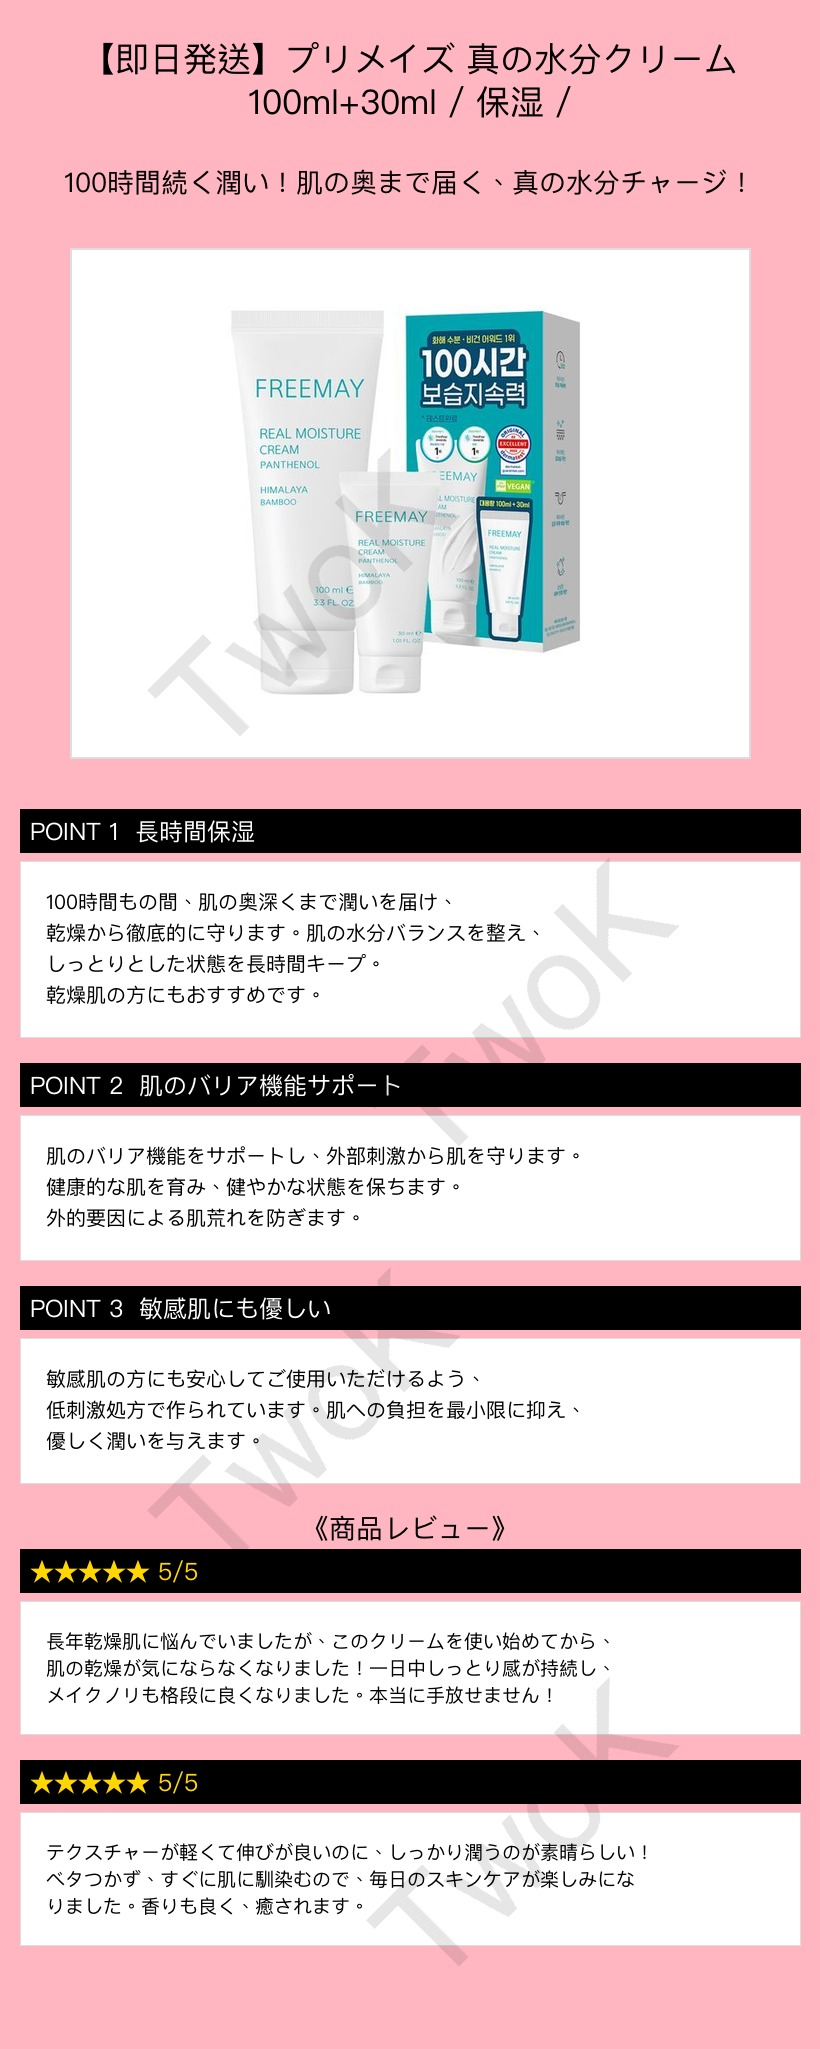 【即日発送】プリメイズ 真の水分クリーム
100ml+30ml / 保湿 /
100時間続く潤い！肌の奥まで届く、真の水分チャージ！
FREEMAY
REAL MOISTURE
CREAM
PANTHENOL
HIMALAYA
BAMBOO
100 ml €
3.3 FL. OZ
FREEMAY
REAL MOISTURE
CREAM
PANTHENOL
HIMALAYA
BAMBOO
30 ml €
1.01 FL. OZ
화해 수분·비건 어워드 1위
100시간
보습지속력
ORIGINAL
EXCELLENT
dermatest
VEGAN
대용량 100ml+30ml
FREEMAY
REAL MOISTURE
CREAM
TwoK
POINT 1 長時間保湿
100時間もの間、肌の奥深くまで潤いを届け、
乾燥から徹底的に守ります。肌の水分バランスを整え、
しっとりとした状態を長時間キープ。
乾燥肌の方にもおすすめです。
TwoK
POINT 2 肌のバリア機能サポート
肌のバリア機能をサポートし、外部刺激から肌を守ります。
健康的な肌を育み、健やかな状態を保ちます。
外的要因による肌荒れを防ぎます。
POINT 3 敏感肌にも優しい
敏感肌の方にも安心してご使用いただけるよう、
低刺激処方で作られています。肌への負担を最小限に抑え、
優しく潤いを与えます。
TwoK
《商品レビュー》
★★★★★ 5/5
長年乾燥肌に悩んでいましたが、このクリームを使い始めてから、
肌の乾燥が気にならなくなりました！一日中しっとり感が持続し、
メイクノリも格段に良くなりました。本当に手放せません！
★★★★★ 5/5
テクスチャーが軽くて伸びが良いのに、しっかり潤うのが素晴らしい！
ベタつかず、すぐに肌に馴染むので、毎日のスキンケアが楽しみにな
りました。香りも良く、癒されます。
TwoK